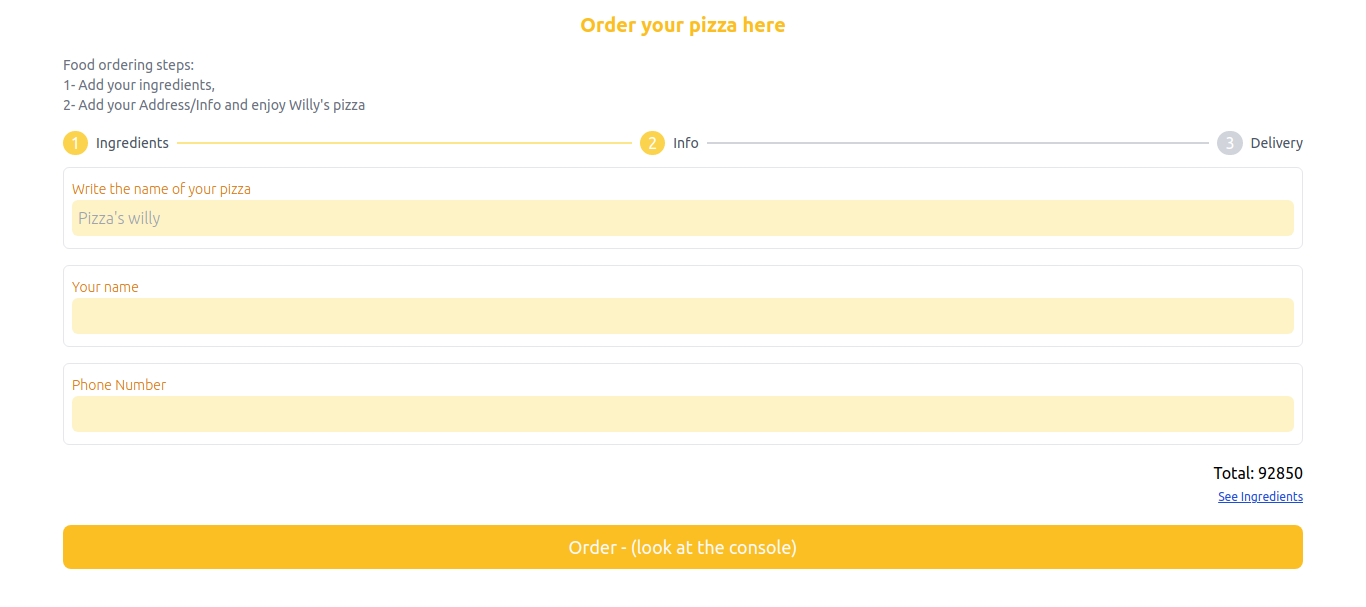 Order your pizza here
Food ordering steps:
1- Add your ingredients,
2- Add your Address/Info and enjoy Willy's pizza
1 Ingredients 2 Info 3 Delivery
Write the name of your pizza
Pizza's willy
Your name
Phone Number
Total: 92850
See Ingredients
Order - (look at the console)